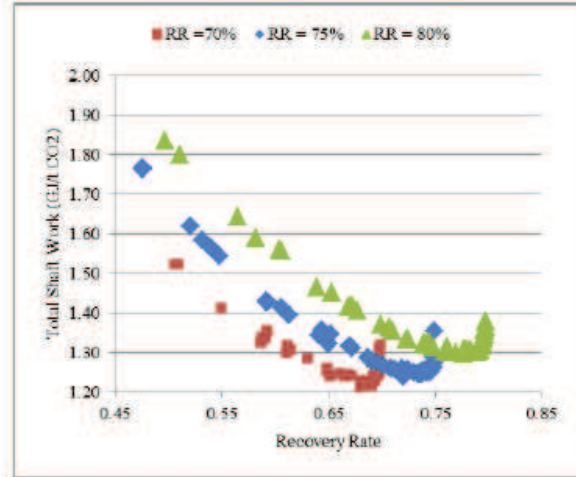 RR =70% RR = 75% RR = 80%
2.00
1.90
1.80
1.70
1.60
1.50
1.40
1.30
1.20
Total Shaft Work (GJ/t CO2)
0.45 0.55 0.65 0.75 0.85
Recovery Rate